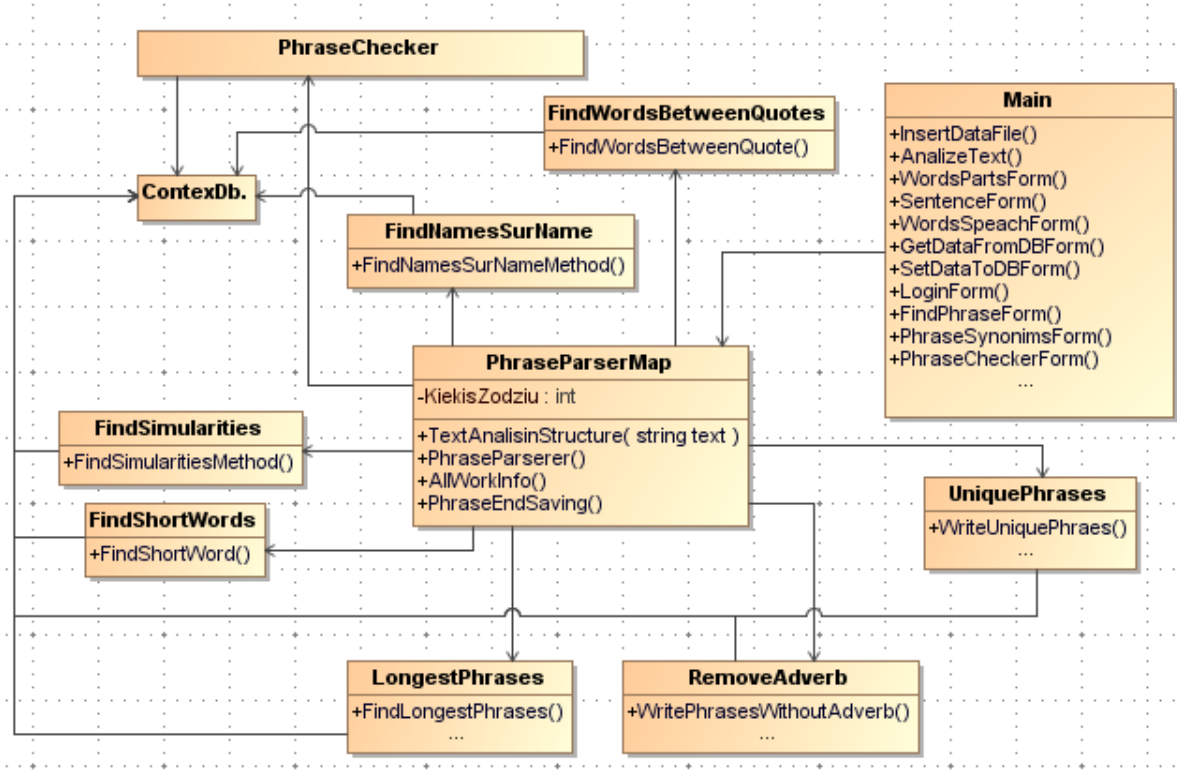 PhraseChecker
FindWordsBetweenQuotes
+FindWordsBetweenQuote()
Main
+InsertDataFile()
+AnalizeText()
+WordsPartsForm()
+SentenceForm()
+WordsSpeachForm()
+GetDataFromDBForm()
+SetDataToDBForm()
+LoginForm()
+FindPhraseForm()
+PhraseSynonimsForm()
+PhraseCheckerForm()
...
ContexDb.
FindNamesSurName
+FindNamesSurNameMethod()
PhraseParserMap
-KiekisZodziu : int
+TextAnalisinStructure( string text )
+PhraseParserer()
+AllWorkInfo()
+PhraseEndSaving()
FindSimularities
+FindSimularitiesMethod()
FindShortWords
+FindShortWord()
UniquePhrases
+WriteUniquePhraes()
...
LongestPhrases
+FindLongestPhrases()
...
RemoveAdverb
+WritePhrasesWithoutAdverb()
...